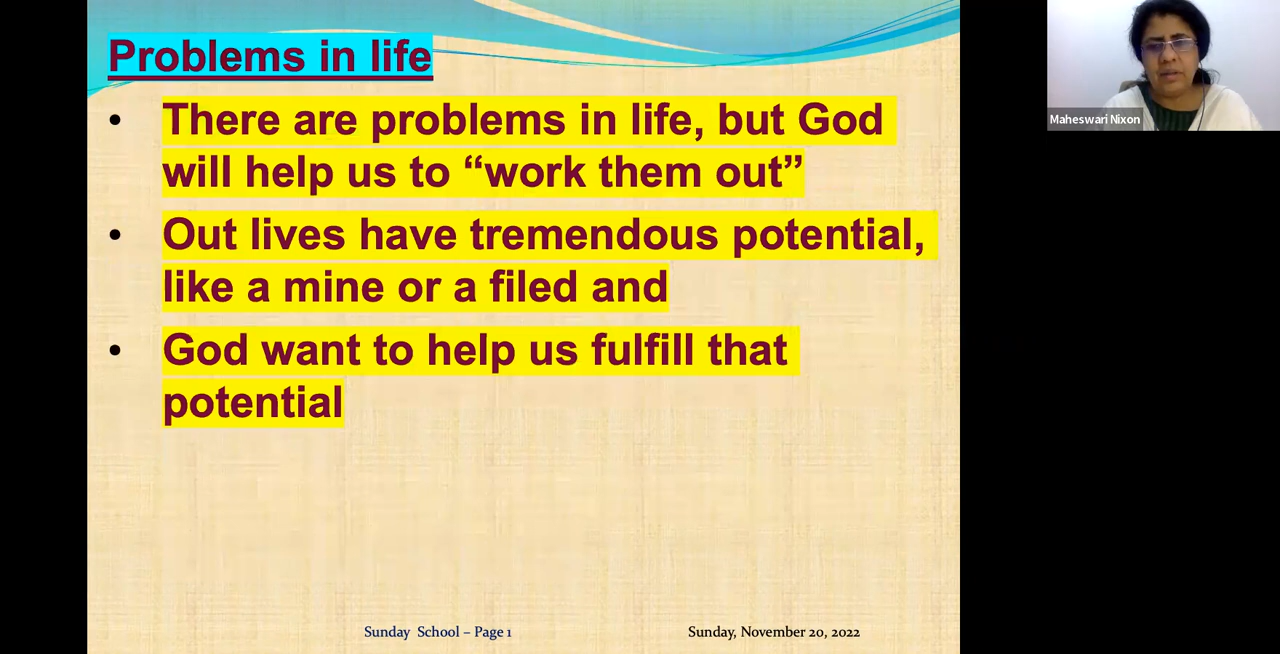 Problems in life
• There are problems in life, but God
will help us to “work them out”
• Out lives have tremendous potential,
like a mine or a filed and
• God want to help us fulfill that
potential
Sunday School – Page 1
Sunday, November 20, 2022
Maheswari Nixon